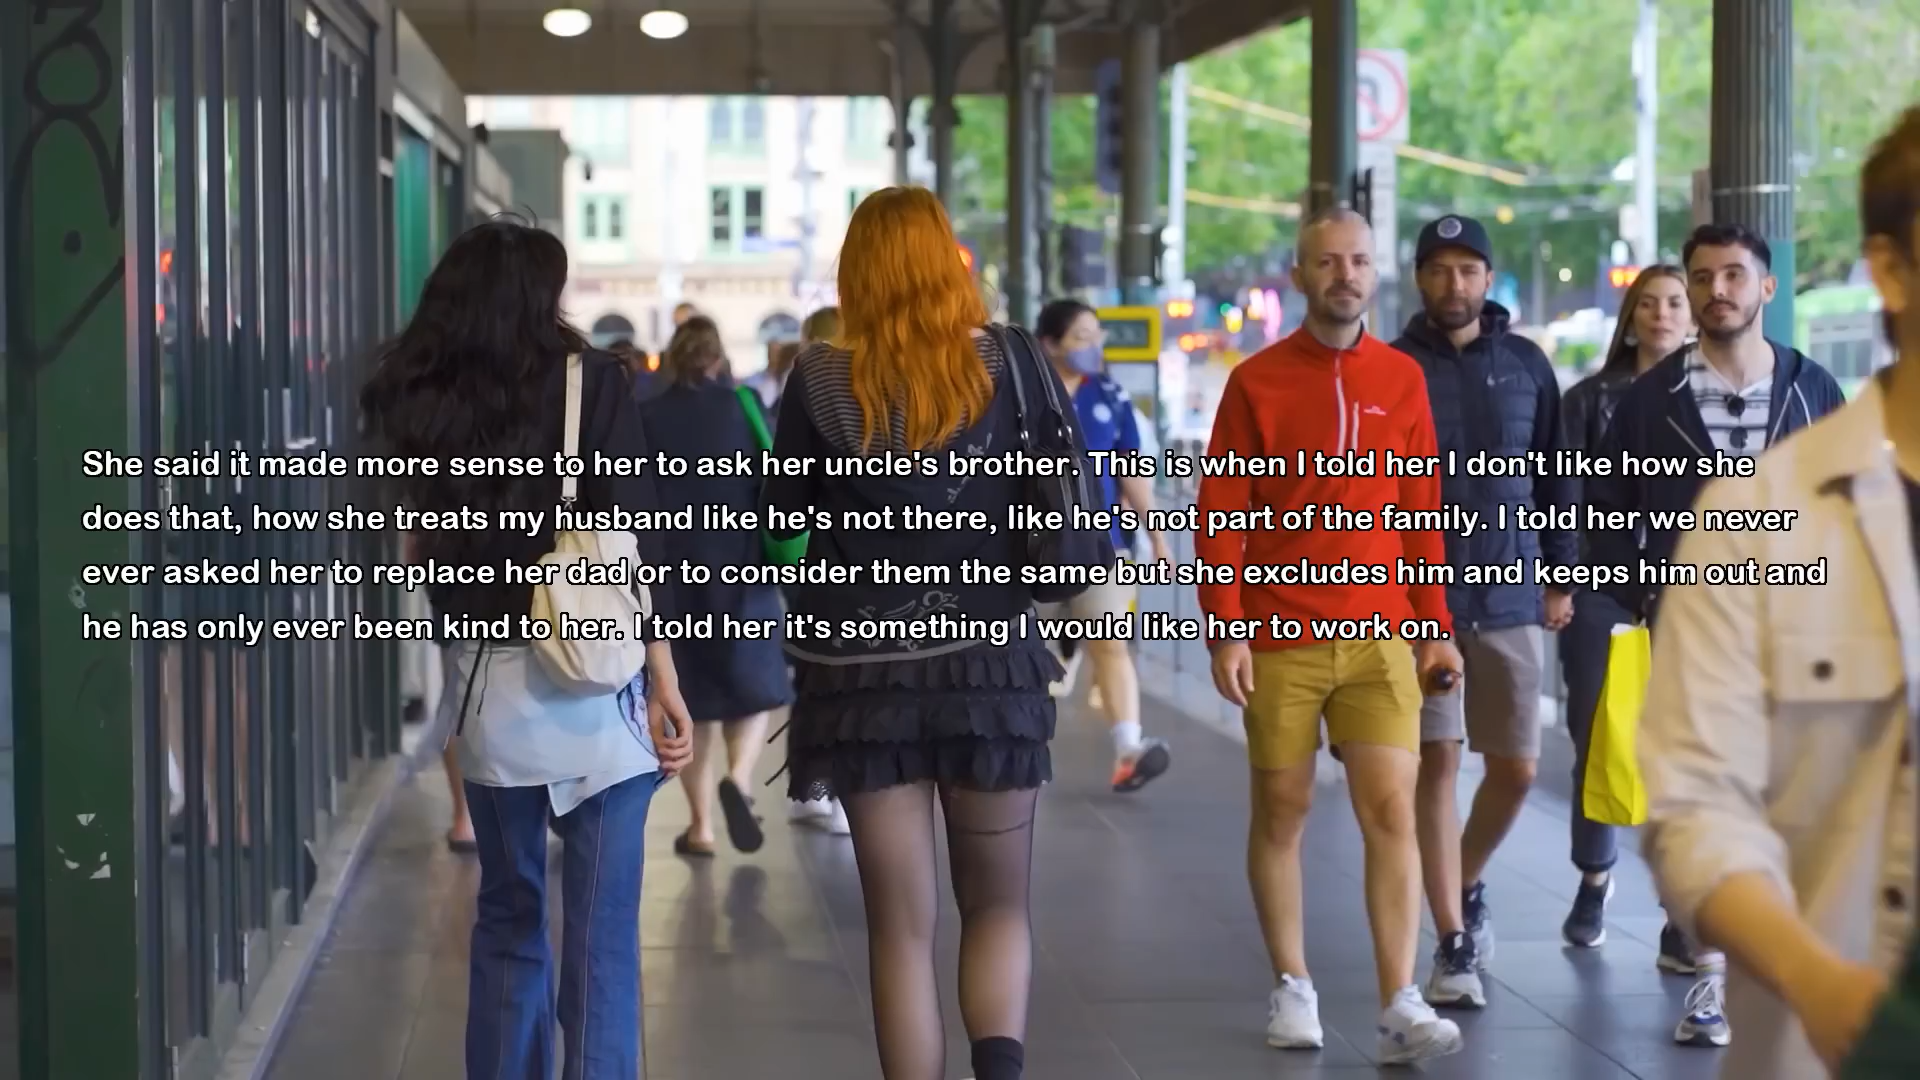 She said it made more sense to her to ask her uncle's brother. This is when I told her I don't like how she
does that, how she treats my husband like he's not there, like he's not part of the family. I told her we never
ever asked her to replace her dad or to consider them the same but she excludes him and keeps him out and
he has only ever been kind to her. I told her it's something I would like her to work on.